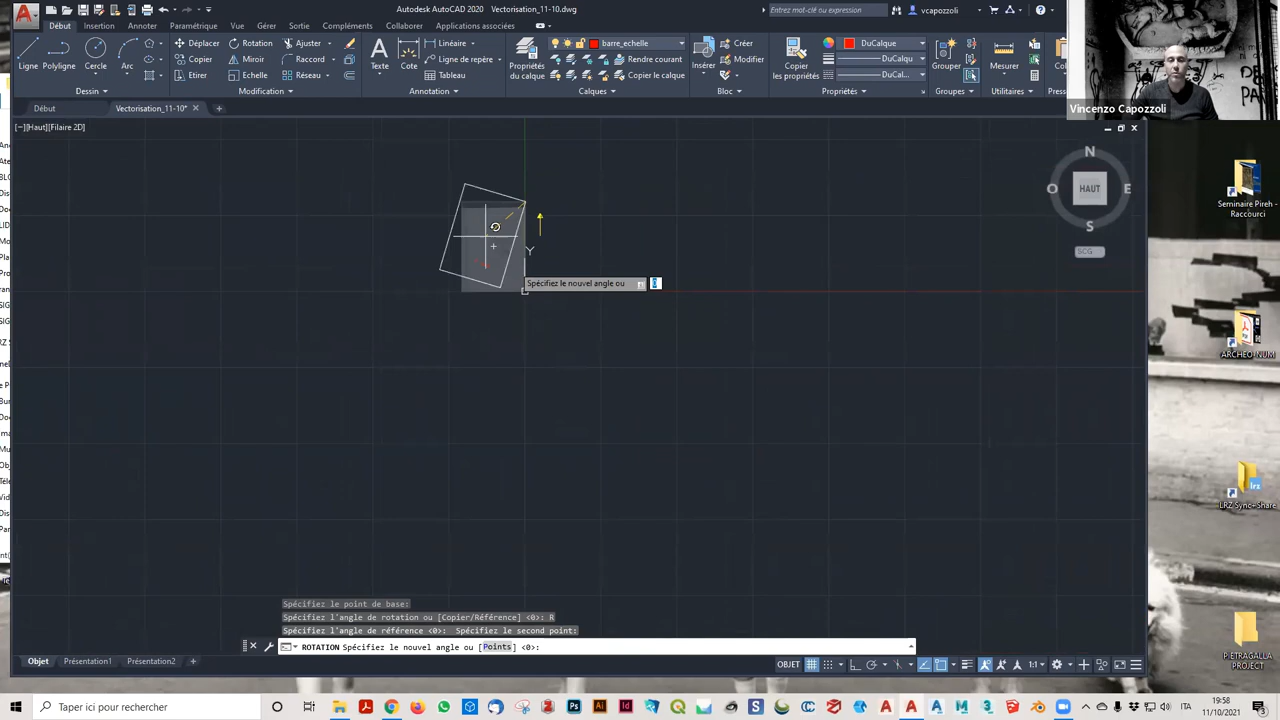 Autodesk AutoCAD 2020   Vectorisation_11-10.dwg
Entrez mot-clé ou expression
vcapozzoli
Début
Insertion
Annoter
Paramétrique
Vue
Gérer
Sortie
Compléments
Collaborer
Applications associées
Ligne
Polyligne
Cercle
Arc
Déplacer
Rotation
Ajuster
Copier
Miroir
Raccord
Etirer
Echelle
Réseau
Texte
Cote
Linéaire
Ligne de repère
Tableau
Propriétés
du calque
barre_echelle
Rendre courant
Copier le calque
Insérer
Créer
Modifier
Copier
les propriétés
DuCalque
DuCalqu
DuCal...
Grouper
Mesurer
Dessin
Modification
Annotation
Calques
Bloc
Propriétés
Groupes
Utilitaires
Vincenzo Capozzoli
Début
Vectorisation_11-10*
[−][Haut][Filaire 2D]
N
O
HAUT
E
S
SCG
Y
Spécifiez le nouvel angle ou
0
Seminaire Pireh -
Raccourci
ARCHEO-NUM
LRZ Sync+Share
PIETRAGALLA
PROJECT
Spécifiez le point de base:
Spécifiez l'angle de rotation ou [Copier/Référence] <0>: R
Spécifiez l'angle de référence <0>:  Spécifiez le second point:
ROTATION Spécifiez le nouvel angle ou [Points] <0>:
Objet
Présentation1
Présentation2
OBJET
1:1
Taper ici pour rechercher
ITA
19:58
11/10/2021